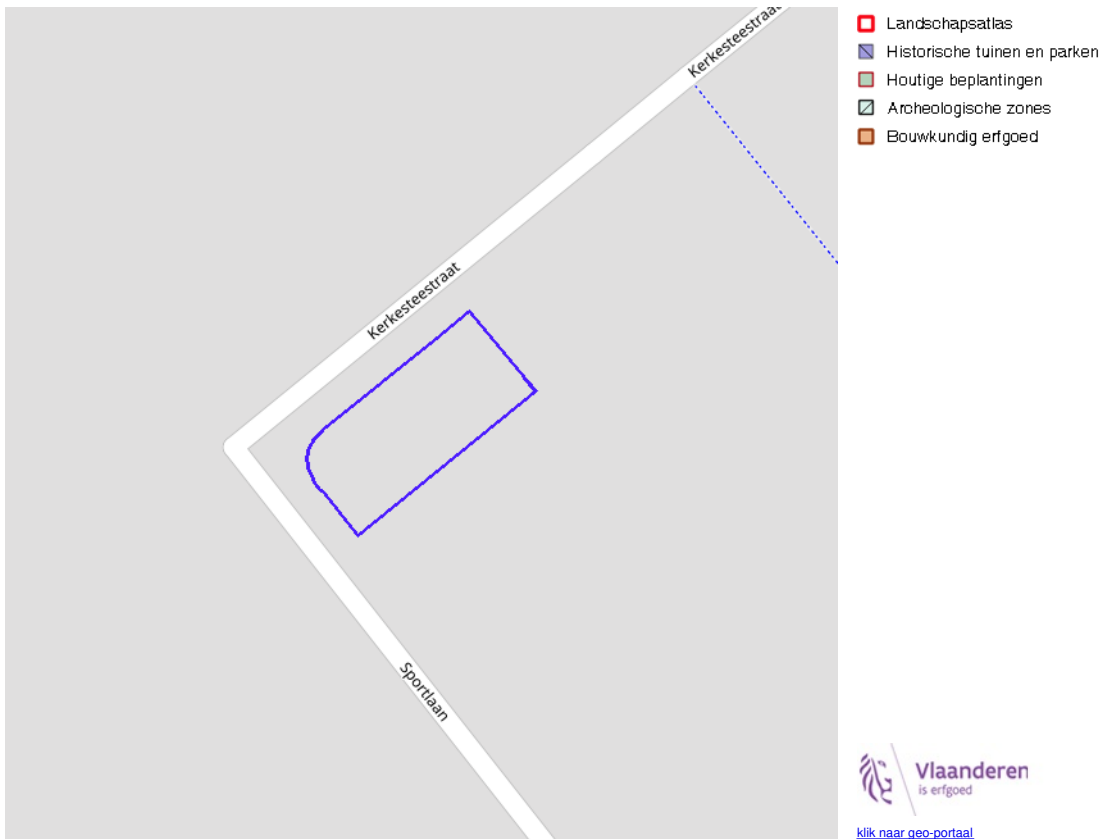 Kerkesteestraat
Kerkesteestraat
Sportlaan
Landschapsatlas
Historische tuinen en parken
Houtige beplantingen
Archeologische zones
Bouwkundig erfgoed
Vlaanderen
is erfgoed
klik naar geo-portaal